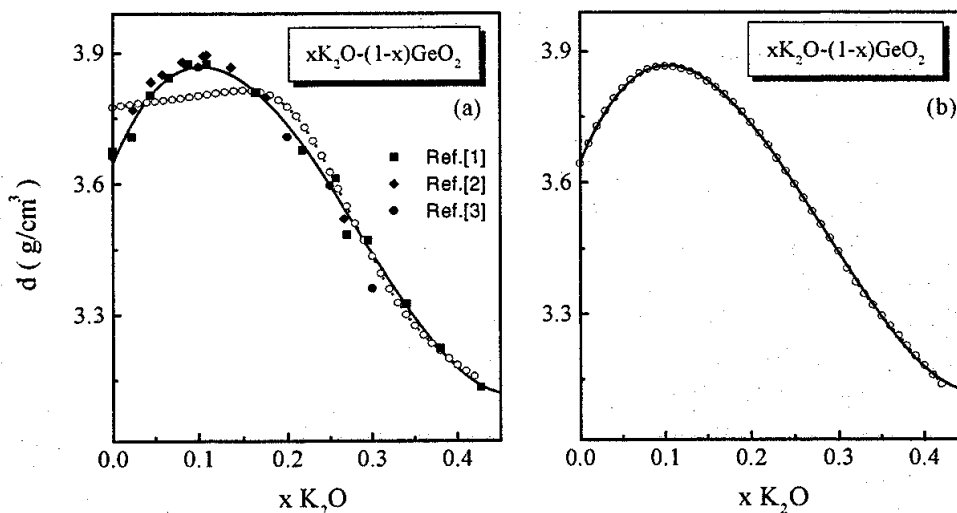 3.9
3.6
3.3
d ( g/cm³ )
xK₂O-(1-x)GeO₂
(a)
Ref.[1]
Ref.[2]
Ref.[3]
0.0 0.1 0.2 0.3 0.4
x K₂O
3.9
3.6
3.3
xK₂O-(1-x)GeO₂
(b)
0.0 0.1 0.2 0.3 0.4
x K₂O